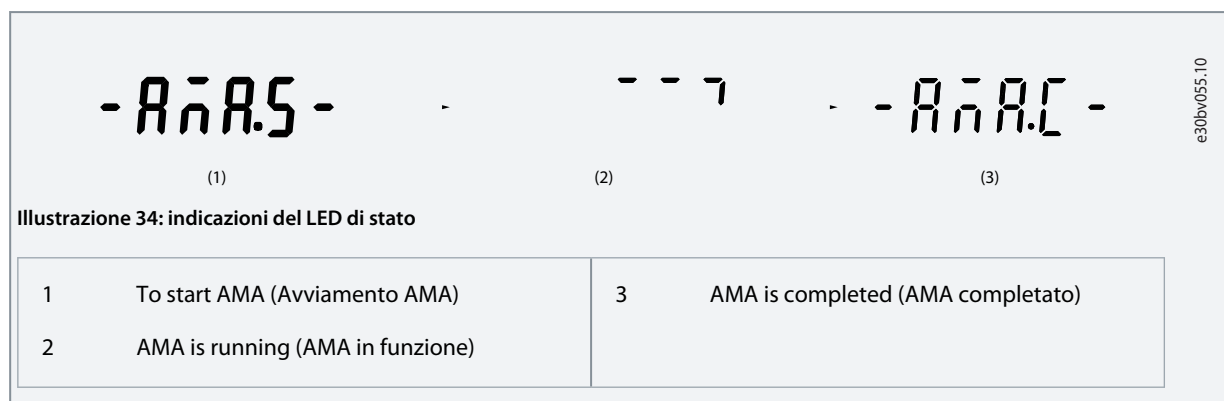 -AMA.S-
- - ┐
-AMA.C-
(1)
(2)
(3)
e30bv055.10
Illustrazione 34: indicazioni del LED di stato
1 To start AMA (Avviamento AMA)
2 AMA is running (AMA in funzione)
3 AMA is completed (AMA completato)